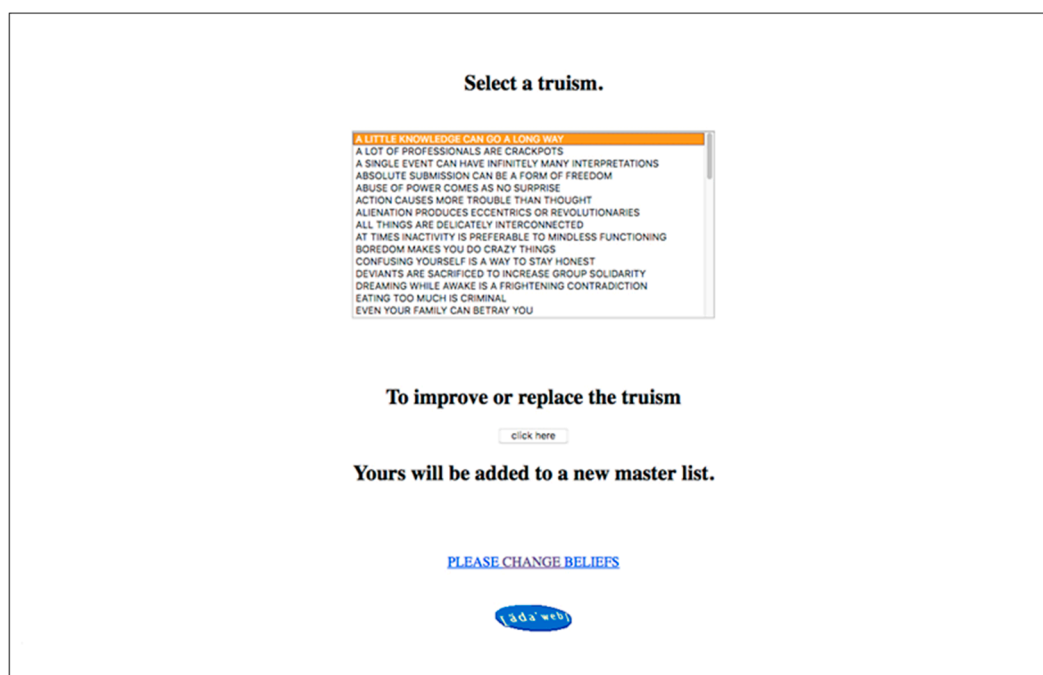 Select a truism.
A LITTLE KNOWLEDGE CAN GO A LONG WAY
A LOT OF PROFESSIONALS ARE CRACKPOTS
A SINGLE EVENT CAN HAVE INFINITELY MANY INTERPRETATIONS
ABSOLUTE SUBMISSION CAN BE A FORM OF FREEDOM
ABUSE OF POWER COMES AS NO SURPRISE
ACTION CAUSES MORE TROUBLE THAN THOUGHT
ALIENATION PRODUCES ECCENTRICS OR REVOLUTIONARIES
ALL THINGS ARE DELICATELY INTERCONNECTED
AT TIMES INACTIVITY IS PREFERABLE TO MINDLESS FUNCTIONING
BOREDOM MAKES YOU DO CRAZY THINGS
CONFUSING YOURSELF IS A WAY TO STAY HONEST
DEVIANTS ARE SACRIFICED TO INCREASE GROUP SOLIDARITY
DREAMING WHILE AWAKE IS A FRIGHTENING CONTRADICTION
EATING TOO MUCH IS CRIMINAL
EVEN YOUR FAMILY CAN BETRAY YOU
To improve or replace the truism
click here
Yours will be added to a new master list.
PLEASE CHANGE BELIEFS
äda'web